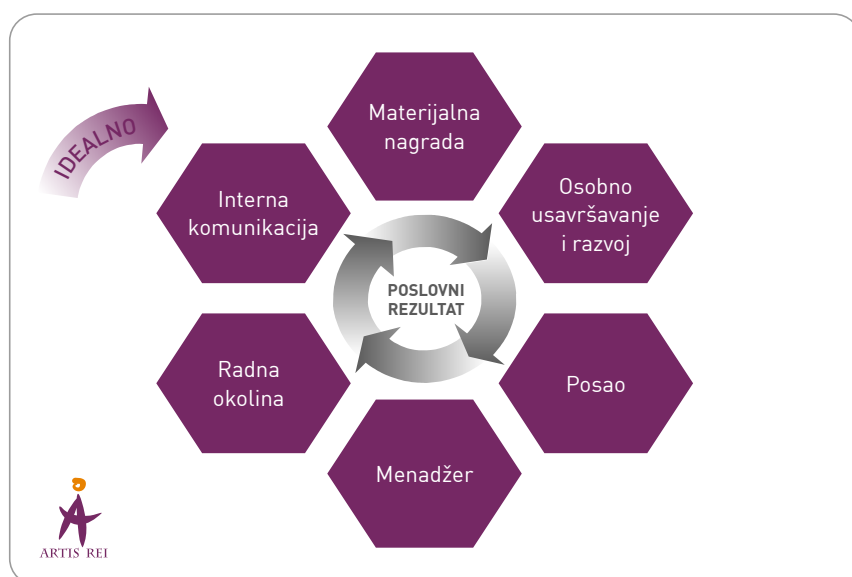 IDEALNO
Materijalna
nagrada
Interna
komunikacija
Osobno
usavršavanje
i razvoj
POSLOVNI
REZULTAT
Radna
okolina
Posao
Menadžer
ARTIS REI